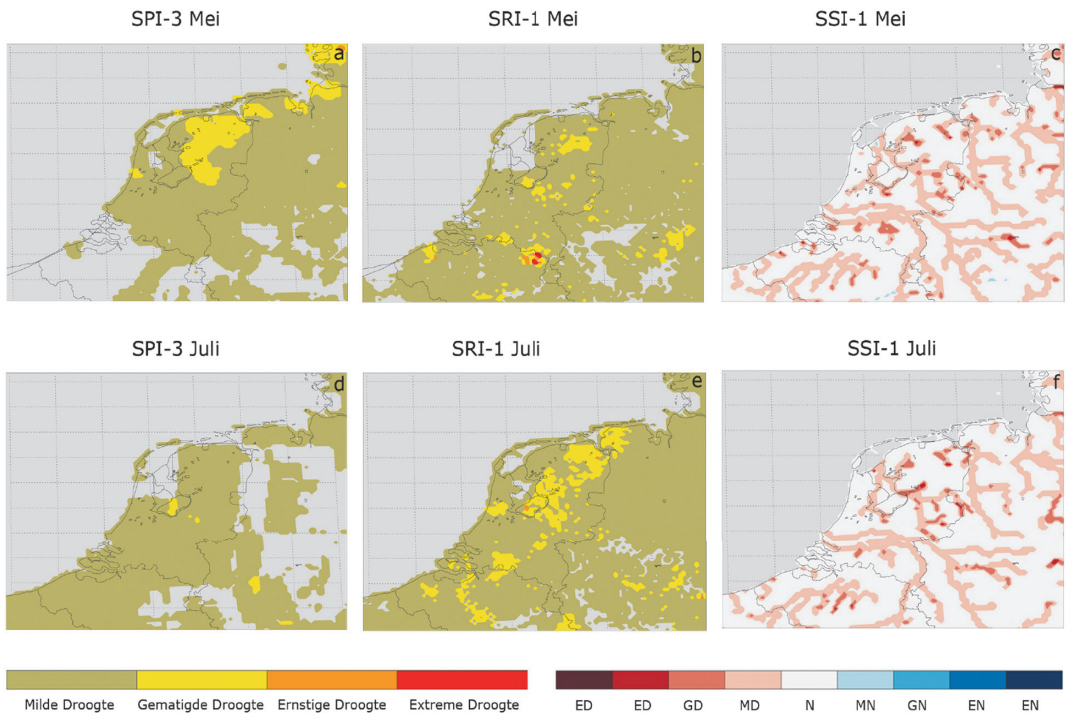 SPI-3 Mei
SRI-1 Mei
SSI-1 Mei
a
b
c
SPI-3 Juli
SRI-1 Juli
SSI-1 Juli
d
e
f
Milde Droogte
Gematigde Droogte
Ernstige Droogte
Extreme Droogte
ED
ED
GD
MD
N
MN
GN
EN
EN